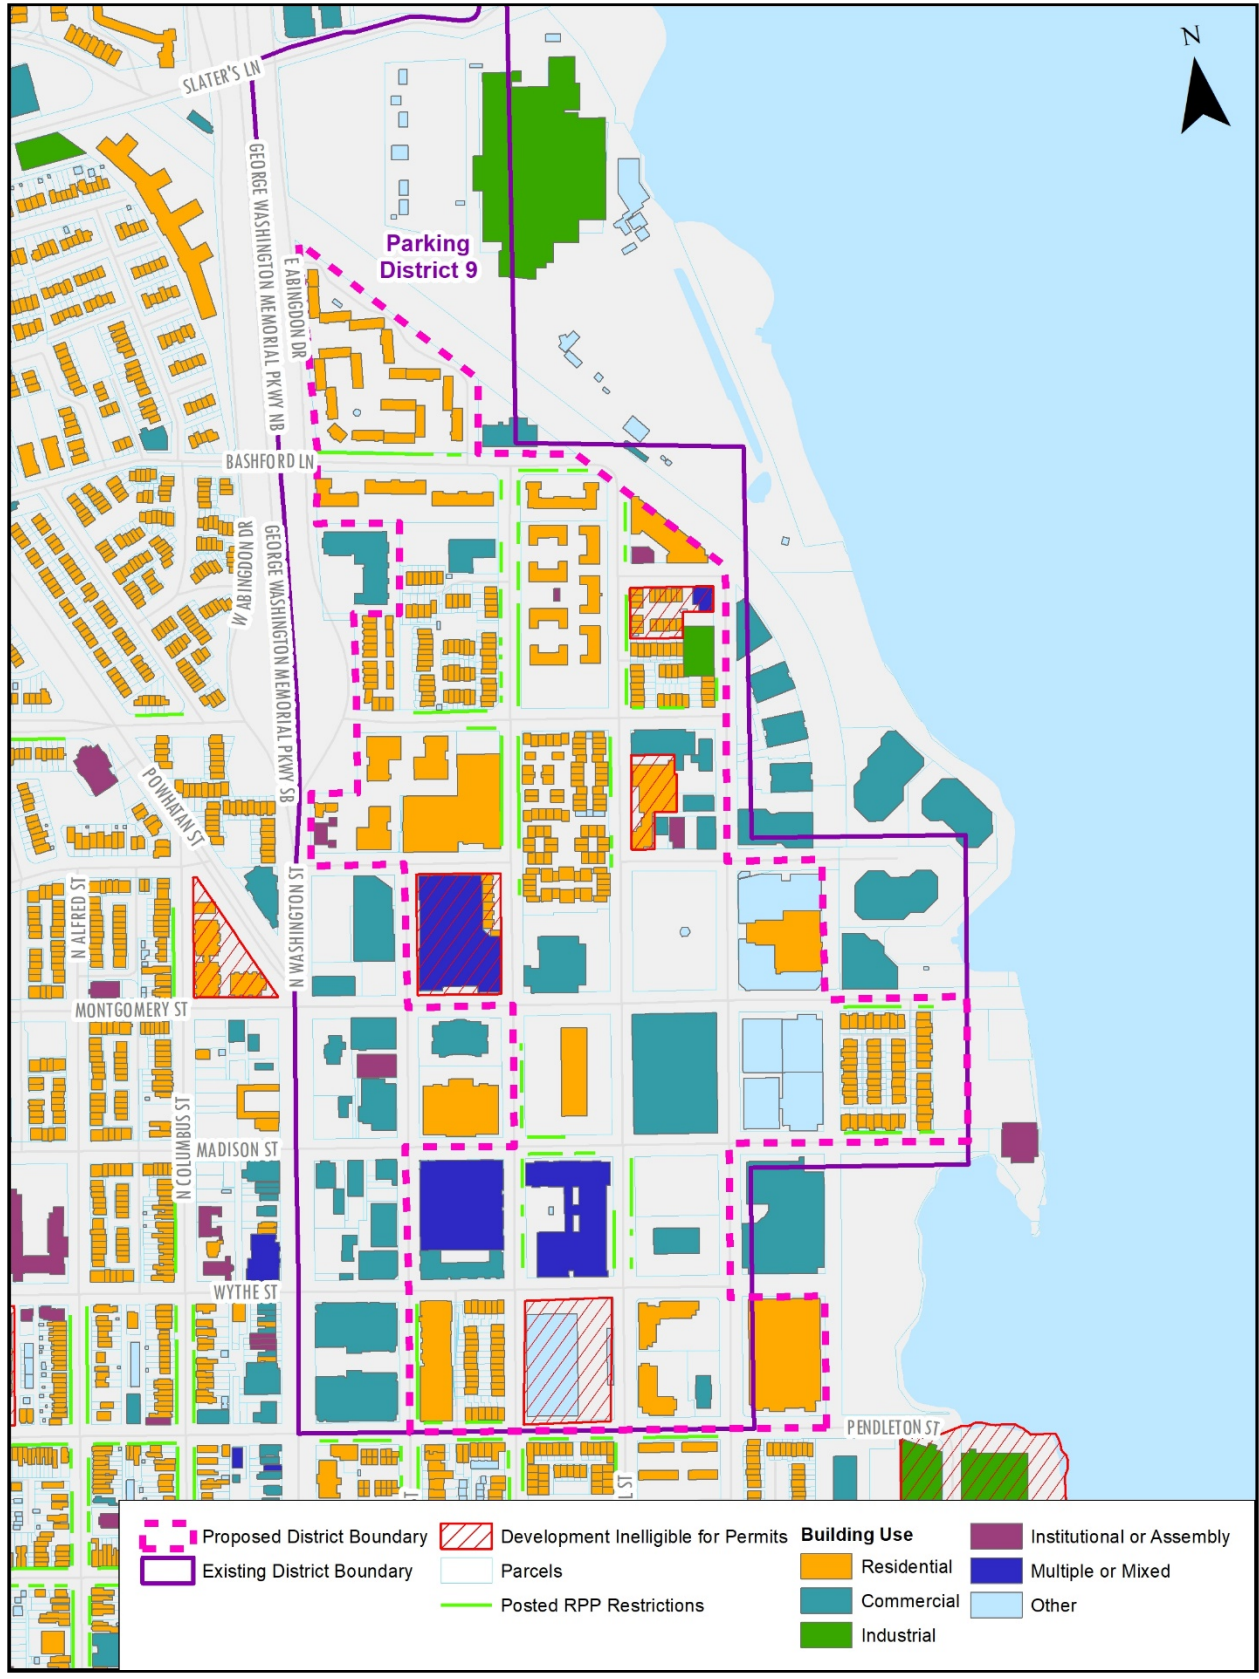 N
SLATER'S LN
GEORGE WASHINGTON MEMORIAL PKWY NB
E ABINGDON DR
Parking
District 9
BASHFORD LN
W ABINGDON DR
GEORGE WASHINGTON MEMORIAL PKWY SB
POWHATAN ST
N ALFRED ST
N WASHINGTON ST
MONTGOMERY ST
N COLUMBUS ST
MADISON ST
WYTHE ST
PENDLETON ST
ST
L ST
Proposed District Boundary
Existing District Boundary
Development Ineligible for Permits
Parcels
Posted RPP Restrictions
Building Use
Residential
Commercial
Industrial
Institutional or Assembly
Multiple or Mixed
Other